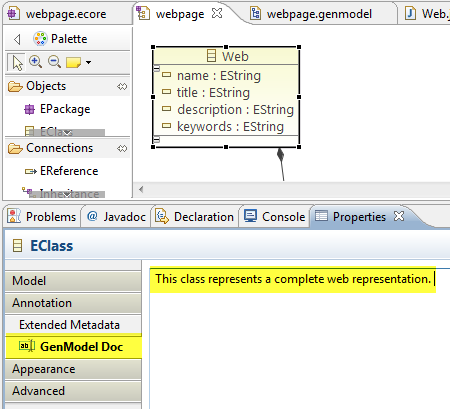 webpage.ecore
webpage
webpage.genmodel
Web.
Palette
Objects
EPackage
EClass
Connections
EReference
Inheritance
Web
name : EString
title : EString
description : EString
keywords : EString
Problems
@ Javadoc
Declaration
Console
Properties
EClass
Model
Annotation
Extended Metadata
GenModel Doc
Appearance
Advanced
This class represents a complete web representation.